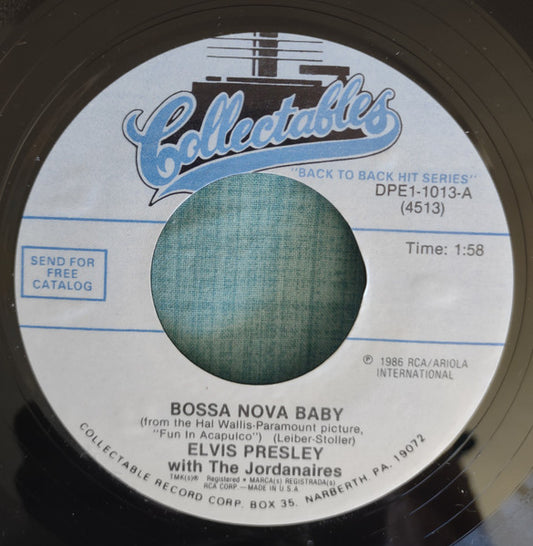 Collectables
"BACK TO BACK HIT SERIES"
DPE1-1013-A
(4513)
Time: 1:58
SEND FOR
FREE
CATALOG
℗ 1986 RCA/ARIOLA
INTERNATIONAL
BOSSA NOVA BABY
(from the Hal Wallis-Paramount picture,
"Fun In Acapulco") (Leiber-Stoller)
ELVIS PRESLEY
with The Jordanaires
TMK(s)® Registered • MARCA(s) REGISTRADA(s)
RCA CORP — MADE IN U.S.A
COLLECTABLE RECORD CORP. BOX 35, NARBERTH PA. 19072